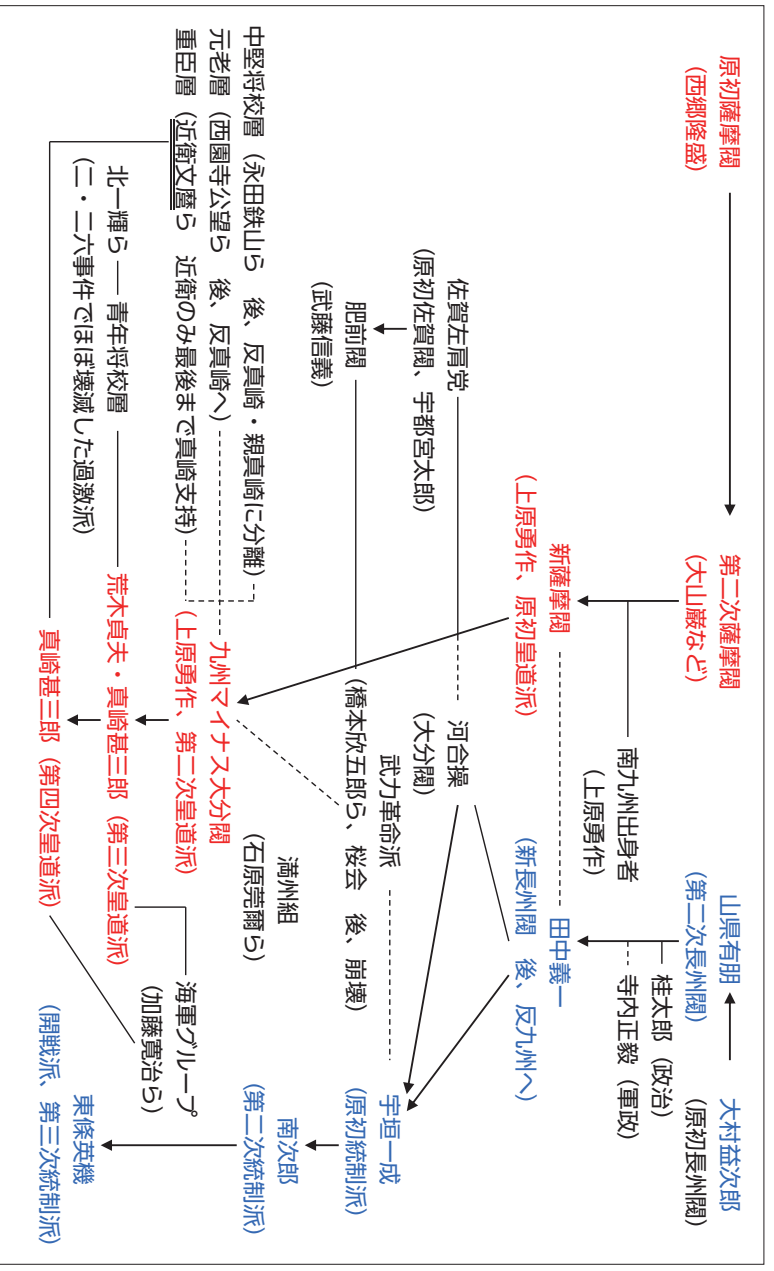 原初薩摩閥
(西郷隆盛)
第二次薩摩閥
(大山巌など)
山県有朋
(第二次長州閥)
大村益次郎
(原初長州閥)
南九州出身者
(上原勇作)
桂太郎 (政治)
寺内正毅 (軍政)
新薩摩閥
(上原勇作、原初皇道派)
田中義一
(新長州閥 後、反九州へ)
佐賀左肩党
(原初佐賀閥、宇都宮太郎)
河合操
(大分閥)
肥前閥
(武藤信義)
武力革命派
(橋本欣五郎ら、桜会 後、崩壊)
宇垣一成
(原初統制派)
中堅将校層 (永田鉄山ら 後、反真崎・親真崎に分離)
元老層 (西園寺公望ら 後、反真崎へ)
重臣層 (近衛文麿ら 近衛のみ最後まで真崎支持)
九州マイナス大分閥
(上原勇作、第二次皇道派)
満州組
(石原莞爾ら)
南次郎
(第二次統制派)
北一輝ら
青年将校層
(二・二六事件でほぼ壊滅した過激派)
荒木貞夫・真崎甚三郎 (第三次皇道派)
海軍グループ
(加藤寛治ら)
真崎甚三郎 (第四次皇道派)
東條英機
(開戦派、第三次統制派)